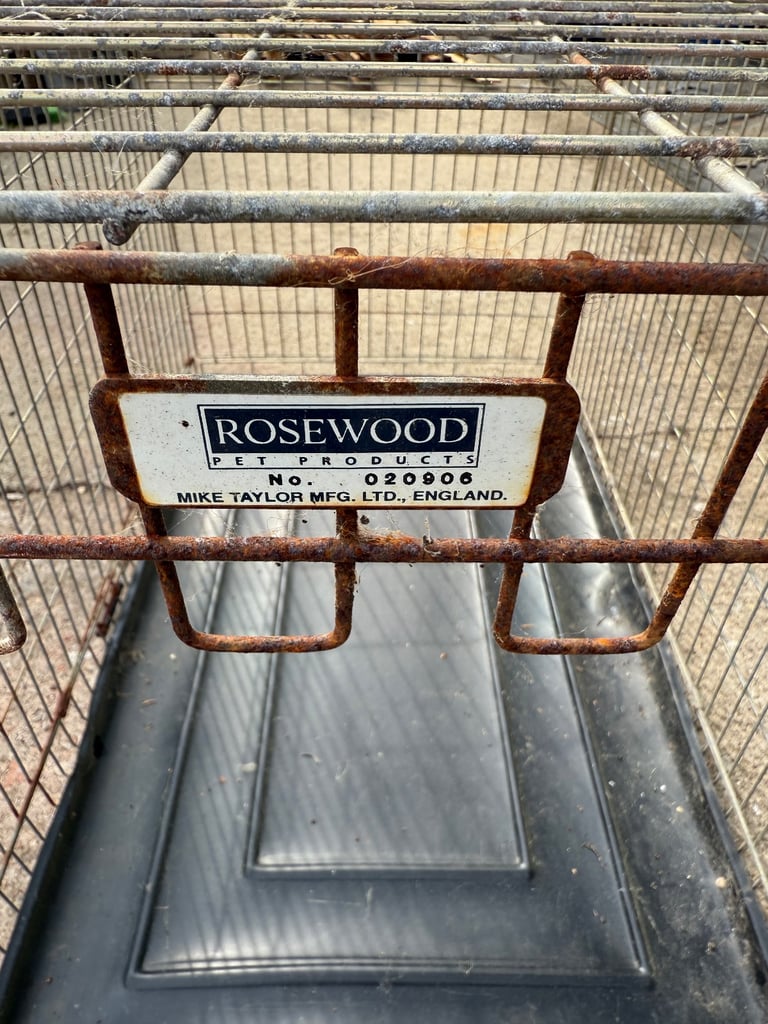 ROSEWOOD
PET PRODUCTS
No. 020906
MIKE TAYLOR MFG. LTD., ENGLAND.